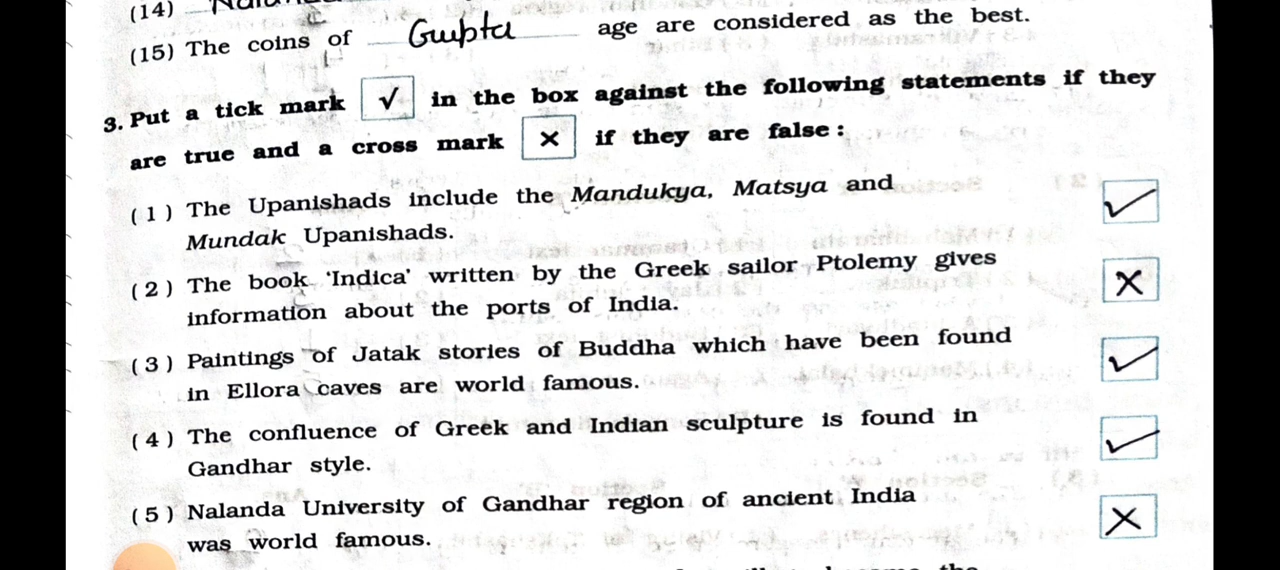 (14)
(15) The coins of Gupta age are considered as the best.
3. Put a tick mark ✓ in the box against the following statements if they
are true and a cross mark × if they are false :
(1) The Upanishads include the Mandukya, Matsya and ✓
Mundak Upanishads.
(2) The book 'Indica' written by the Greek sailor Ptolemy gives ×
information about the ports of India.
(3) Paintings of Jatak stories of Buddha which have been found ✓
in Ellora caves are world famous.
(4) The confluence of Greek and Indian sculpture is found in ✓
Gandhar style.
(5) Nalanda University of Gandhar region of ancient India ×
was world famous.